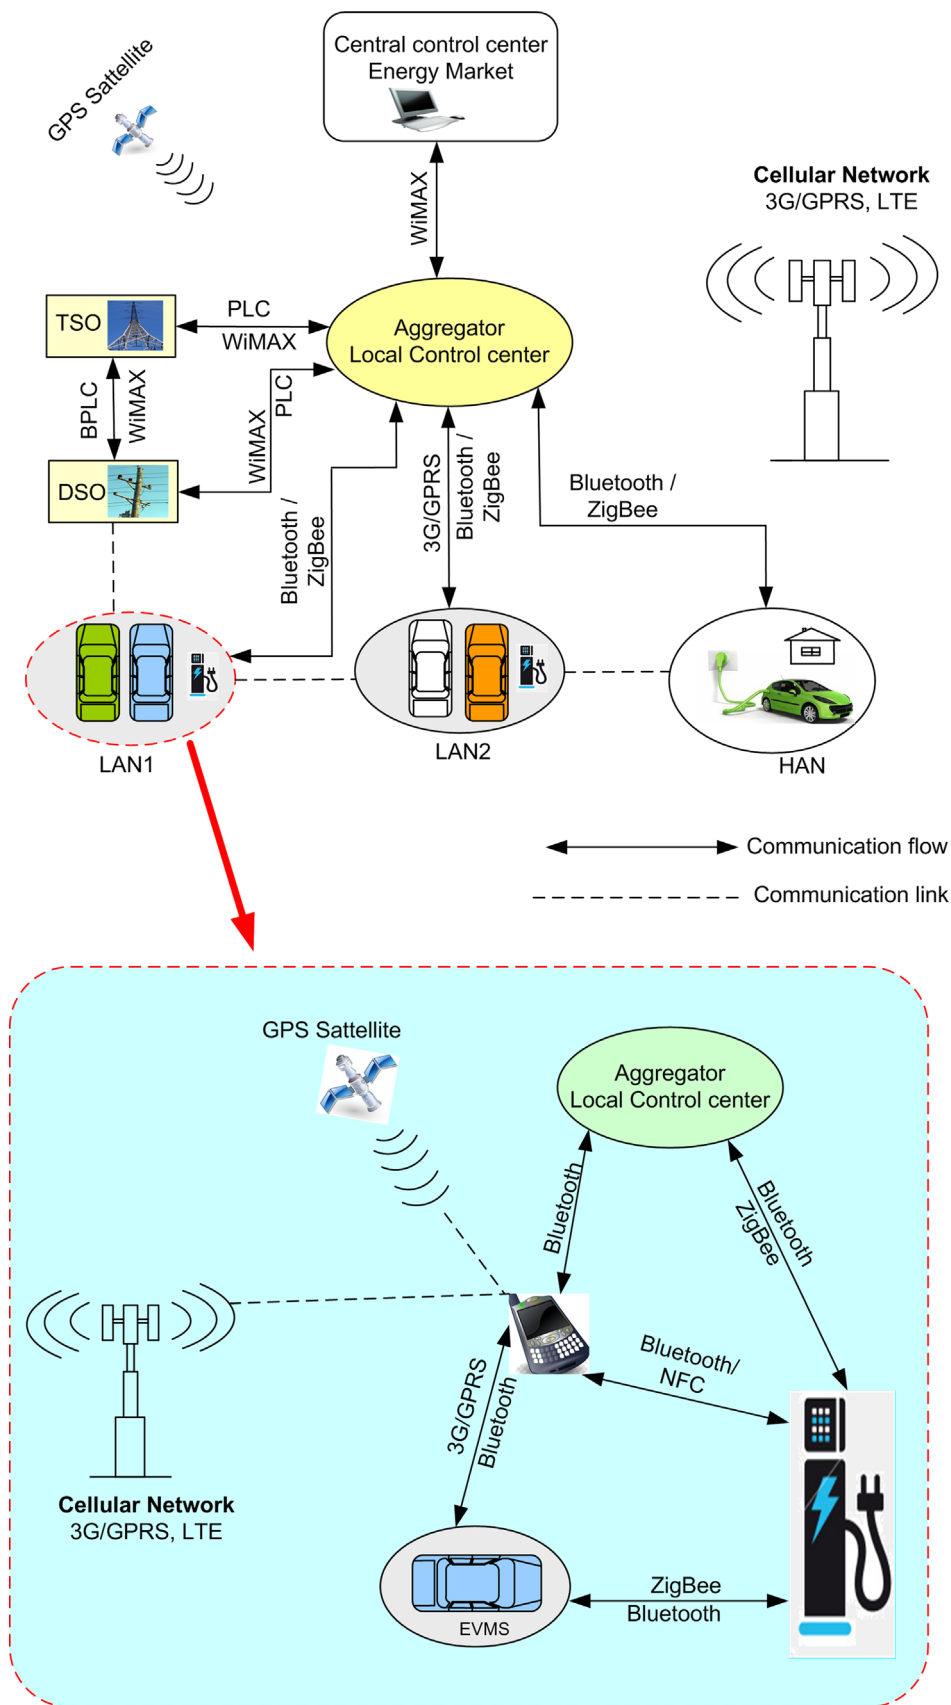 Central control center
Energy Market
GPS Sattellite
WiMAX
Cellular Network
3G/GPRS, LTE
TSO
PLC
WiMAX
Aggregator
Local Control center
BPLC
WiMAX
WiMAX
PLC
DSO
Bluetooth /
ZigBee
3G/GPRS
Bluetooth /
ZigBee
Bluetooth /
ZigBee
LAN1
LAN2
HAN
Communication flow
Communication link
GPS Sattellite
Aggregator
Local Control center
Bluetooth
Bluetooth
ZigBee
Bluetooth/
NFC
3G/GPRS
Bluetooth
Cellular Network
3G/GPRS, LTE
EVMS
ZigBee
Bluetooth